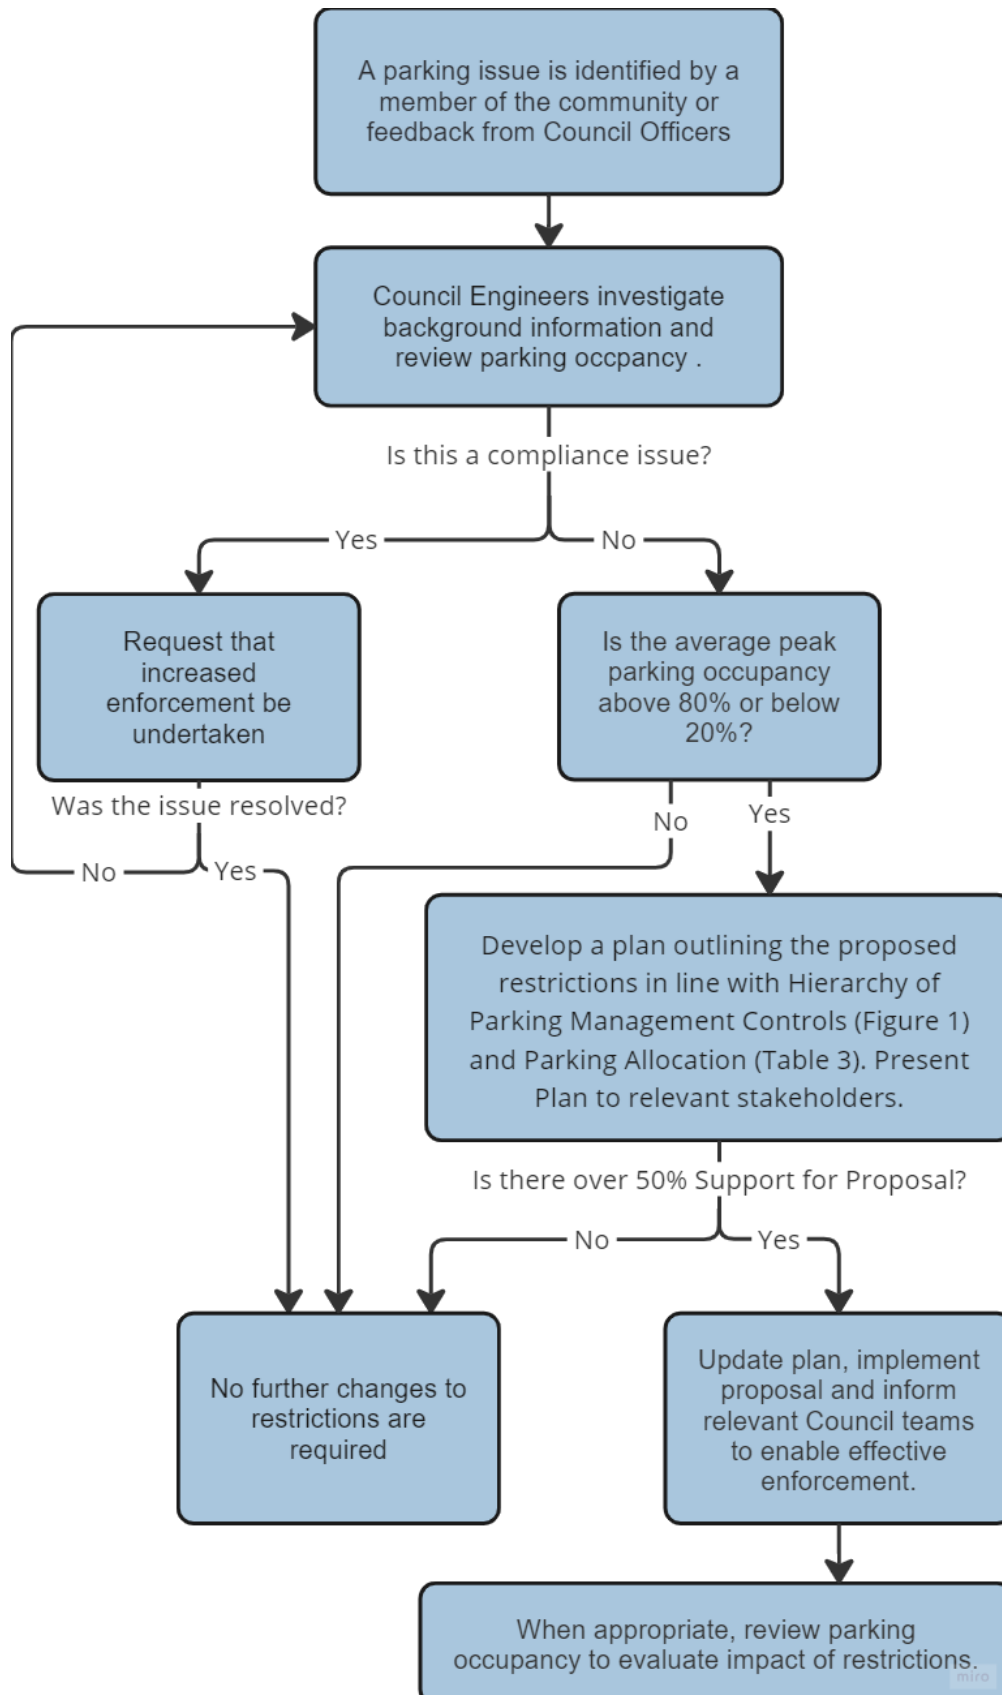 A parking issue is identified by a
member of the community or
feedback from Council Officers
Council Engineers investigate
background information and
review parking occpancy .
Is this a compliance issue?
Yes
No
Request that
increased
enforcement be
undertaken
Is the average peak
parking occupancy
above 80% or below
20%?
Was the issue resolved?
No
Yes
No
Yes
Develop a plan outlining the proposed
restrictions in line with Hierarchy of
Parking Management Controls (Figure 1)
and Parking Allocation (Table 3). Present
Plan to relevant stakeholders.
Is there over 50% Support for Proposal?
No
Yes
No further changes to
restrictions are
required
Update plan, implement
proposal and inform
relevant Council teams
to enable effective
enforcement.
When appropriate, review parking
occupancy to evaluate impact of restrictions.
miro